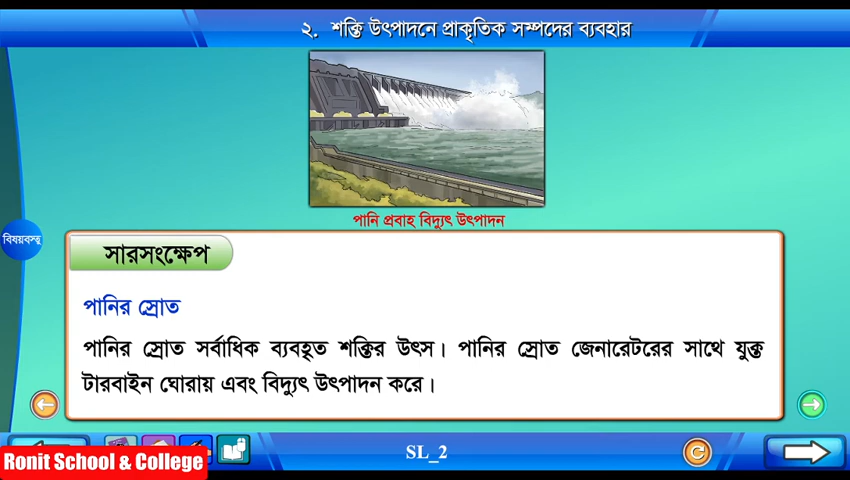 ২. শক্তি উৎপাদনে প্রাকৃতিক সম্পদের ব্যবহার
পানি প্রবাহ বিদ্যুৎ উৎপাদন
বিষয়বস্তু
সারসংক্ষেপ
পানির স্রোত
পানির স্রোত সর্বাধিক ব্যবহৃত শক্তির উৎস। পানির স্রোত জেনারেটরের সাথে যুক্ত
টারবাইন ঘোরায় এবং বিদ্যুৎ উৎপাদন করে।
SL_2
Ronit School & College